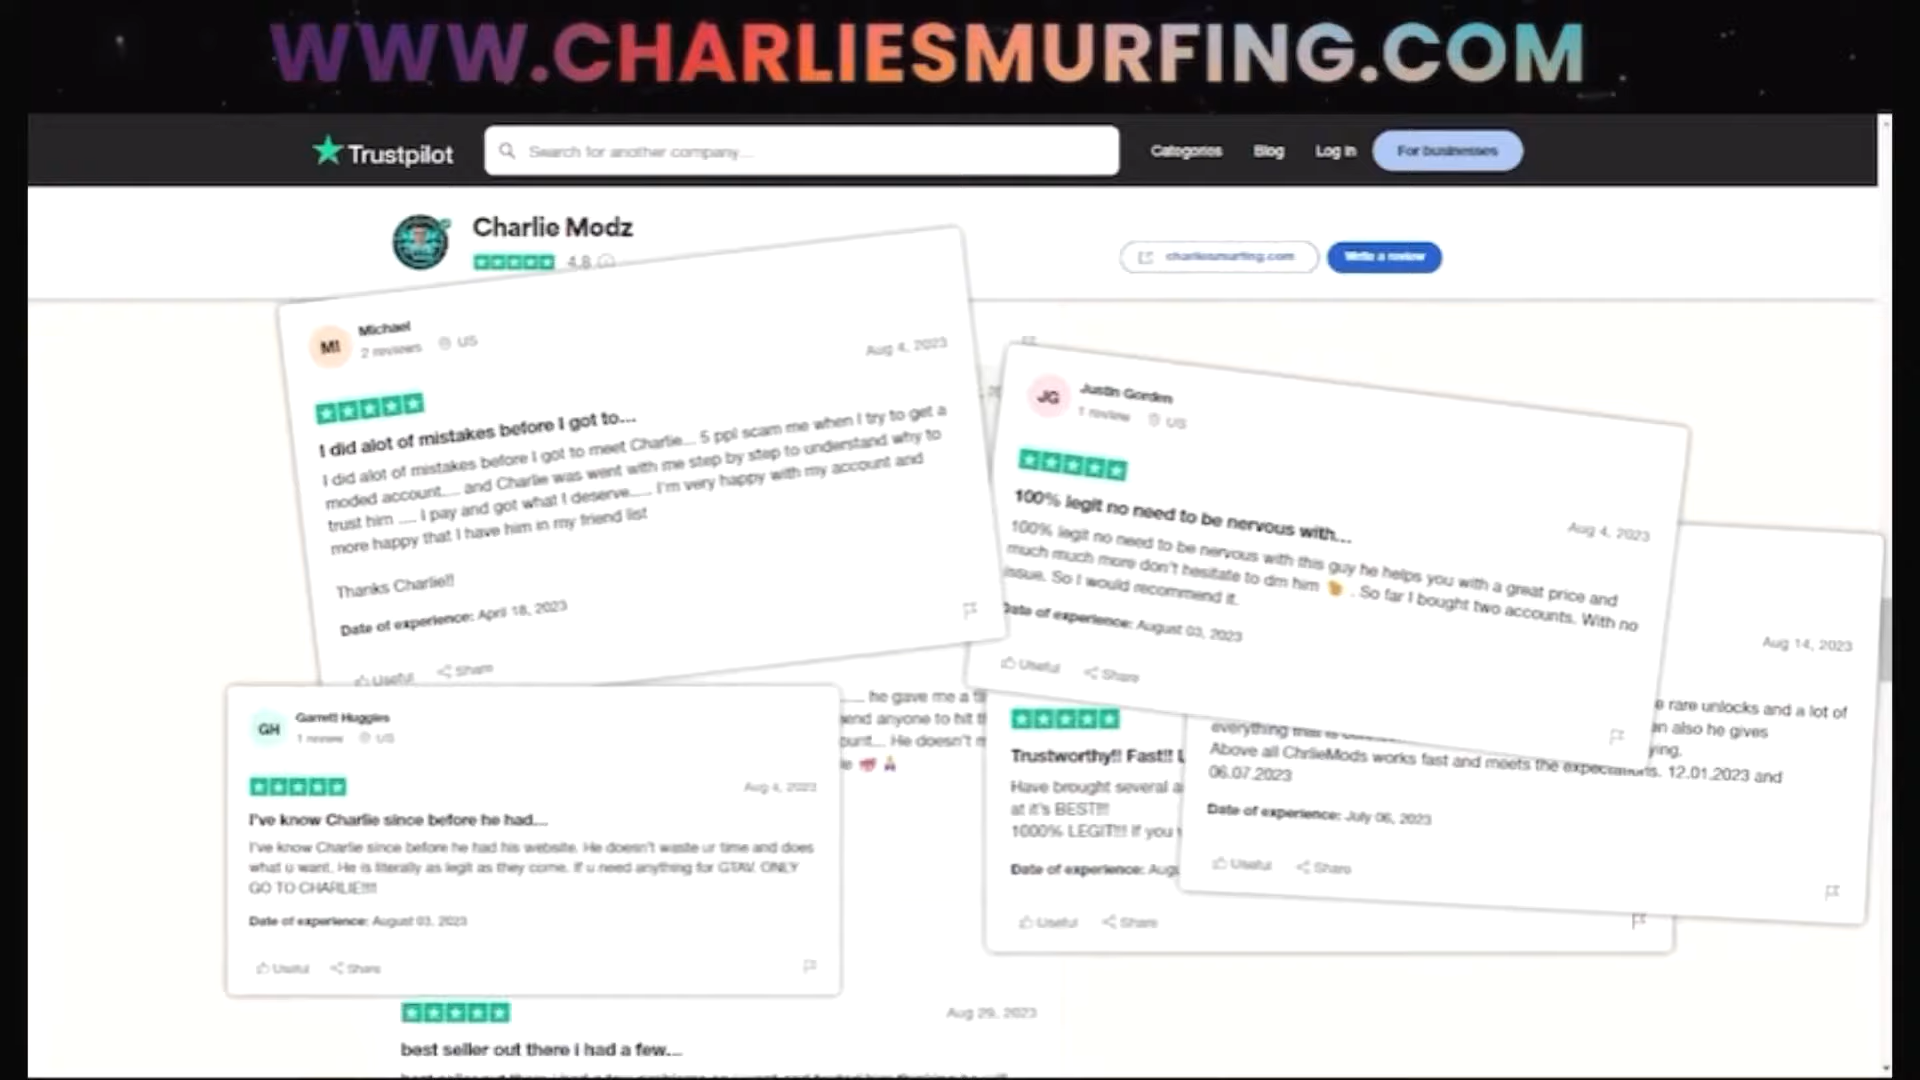 WWW.CHARLIESMURFING.COM
Trustpilot
Search for another company...
Categories
Blog
Log in
For businesses
Charlie Modz
4.8
charliesmurfing.com
Write a review
MI
Michael
2 reviews
US
Aug 4, 2023
I did alot of mistakes before I got to...
I did alot of mistakes before I got to meet Charlie... 5 ppl scam me when I try to get a
moded account.... and Charlie was went with me step by step to understand why to
trust him .... I pay and got what I deserve..... I'm very happy with my account and
more happy that I have him in my friend list
Thanks Charlie!!
Date of experience: April 18, 2023
Useful
Share
JG
Justin Gorden
1 review
US
100% legit no need to be nervous with...
Aug 4, 2023
100% legit no need to be nervous with this guy he helps you with a great price and
much much more don't hesitate to dm him . So far I bought two accounts. With no
issue. So I would recommend it.
Date of experience: August 03, 2023
Useful
Share
GH
Garrett Huggles
1 review
US
Aug 4, 2023
I've know Charlie since before he had...
I've know Charlie since before he had his website. He doesn't waste ur time and does
what u want. He is literally as legit as they come. If u need anything for GTAV. ONLY
GO TO CHARLIE!!!!
Date of experience: August 03, 2023
Useful
Share
.... he gave me a
anyone to hit
He doesn't
Trustworthy!! Fast!!
Have brought several
at it's BEST!!!
1000% LEGIT!!! If you
Date of experience:
Useful
Share
Aug 14, 2023
rare unlocks and a lot of
also he gives
everything
Above all ChrlieMods works fast and meets the expectations. 12.01.2023 and
06.07.2023
Date of experience: July 06, 2023
Useful
Share
Aug 29, 2023
best seller out there i had a few...